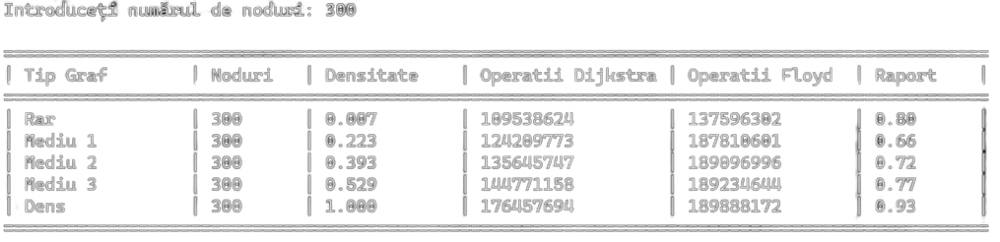 Introduceți numărul de noduri: 300
| Tip Graf | Noduri | Densitate | Operatii Dijkstra | Operatii Floyd | Raport |
| Rar | 300 | 0.007 | 109538624 | 137596302 | 0.80 |
| Mediu 1 | 300 | 0.223 | 124209773 | 187810601 | 0.66 |
| Mediu 2 | 300 | 0.393 | 135645747 | 189096996 | 0.72 |
| Mediu 3 | 300 | 0.529 | 144771158 | 189234644 | 0.77 |
| Dens | 300 | 1.000 | 176457694 | 189888172 | 0.93 |